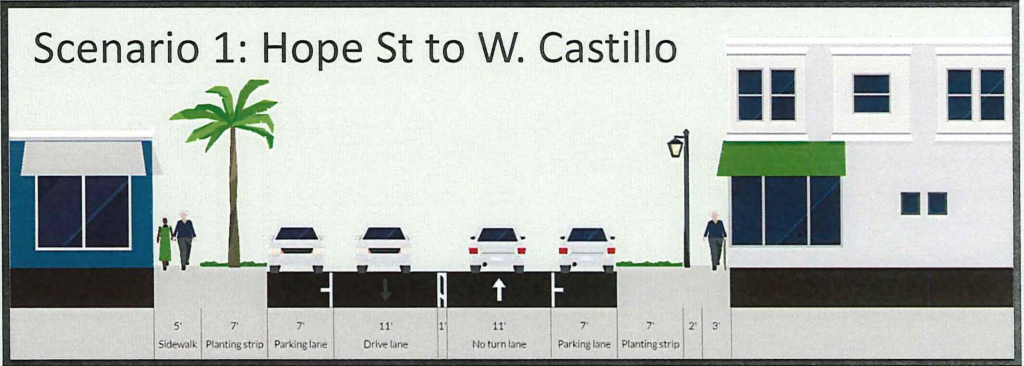 Scenario 1: Hope St to W. Castillo
5' 7' 7' 11' 1' 11' 7' 7' 2' 3'
Sidewalk Planting strip Parking lane Drive lane No turn lane Parking lane Planting strip